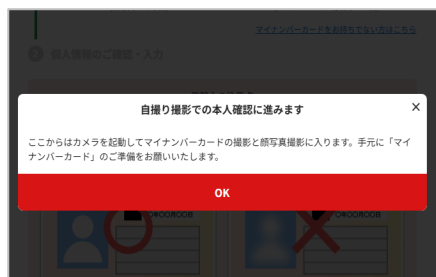 マイナンバーカードをお持ちでない方はこちら
個人情報のご確認・入力
自撮り撮影での本人確認に進みます
×
ここからはカメラを起動してマイナンバーカードの撮影と顔写真撮影に入ります。手元に「マイ
ナンバーカード」のご準備をお願いいたします。
OK